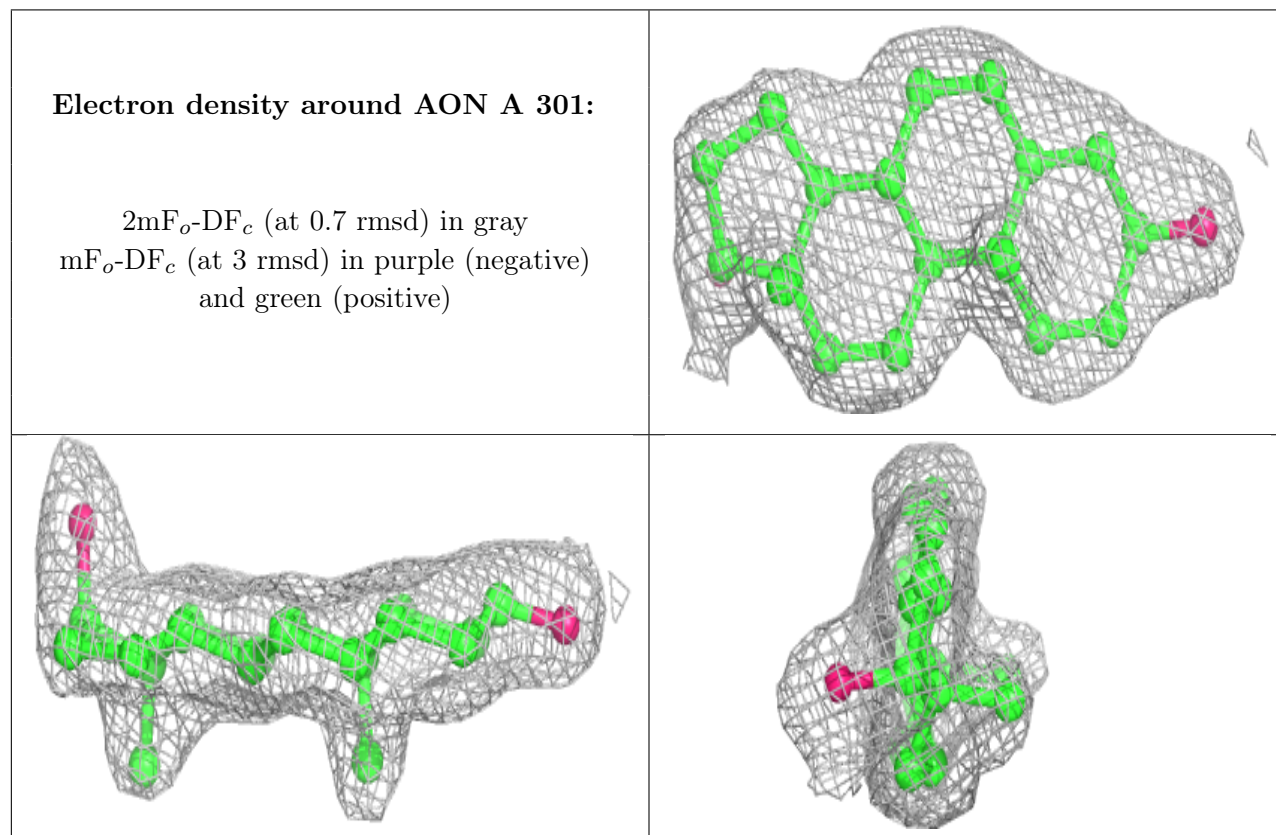 Electron density around AON A 301:
2mFo-DFc (at 0.7 rmsd) in gray
mFo-DFc (at 3 rmsd) in purple (negative)
and green (positive)